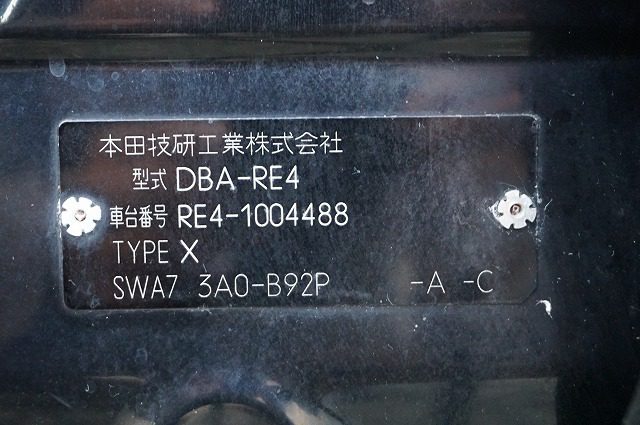 本田技研工業株式会社
型式 DBA-RE4
車台番号 RE4-1004488
TYPE X
SWA7 3A0-B92P -A -C